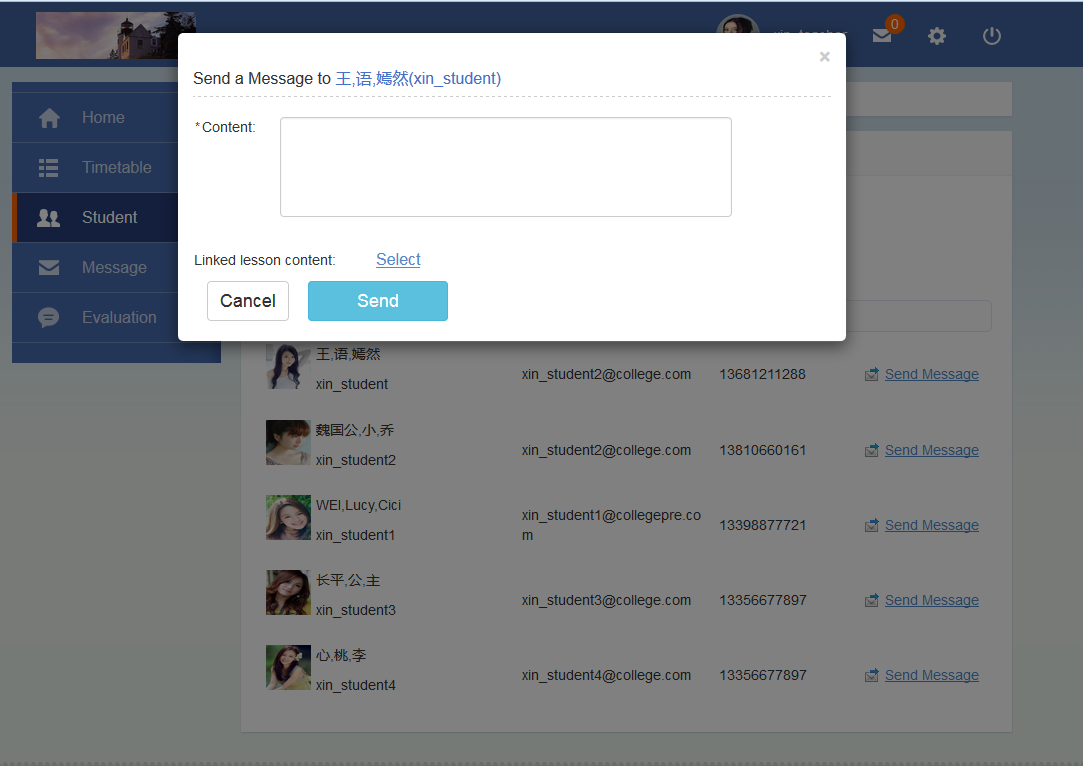 0
×
Send a Message to 王,语,嫣然(xin_student)
*Content:
Linked lesson content: Select
Cancel Send
Home
Timetable
Student
Message
Evaluation
王,语,嫣然
xin_student
xin_student2@college.com 13681211288 Send Message
魏国公,小,乔
xin_student2
xin_student2@college.com 13810660161 Send Message
WEI,Lucy,Cici
xin_student1
xin_student1@collegepre.co
m
13398877721 Send Message
长平,公,主
xin_student3
xin_student3@college.com 13356677897 Send Message
心,桃,李
xin_student4
xin_student4@college.com 13356677897 Send Message